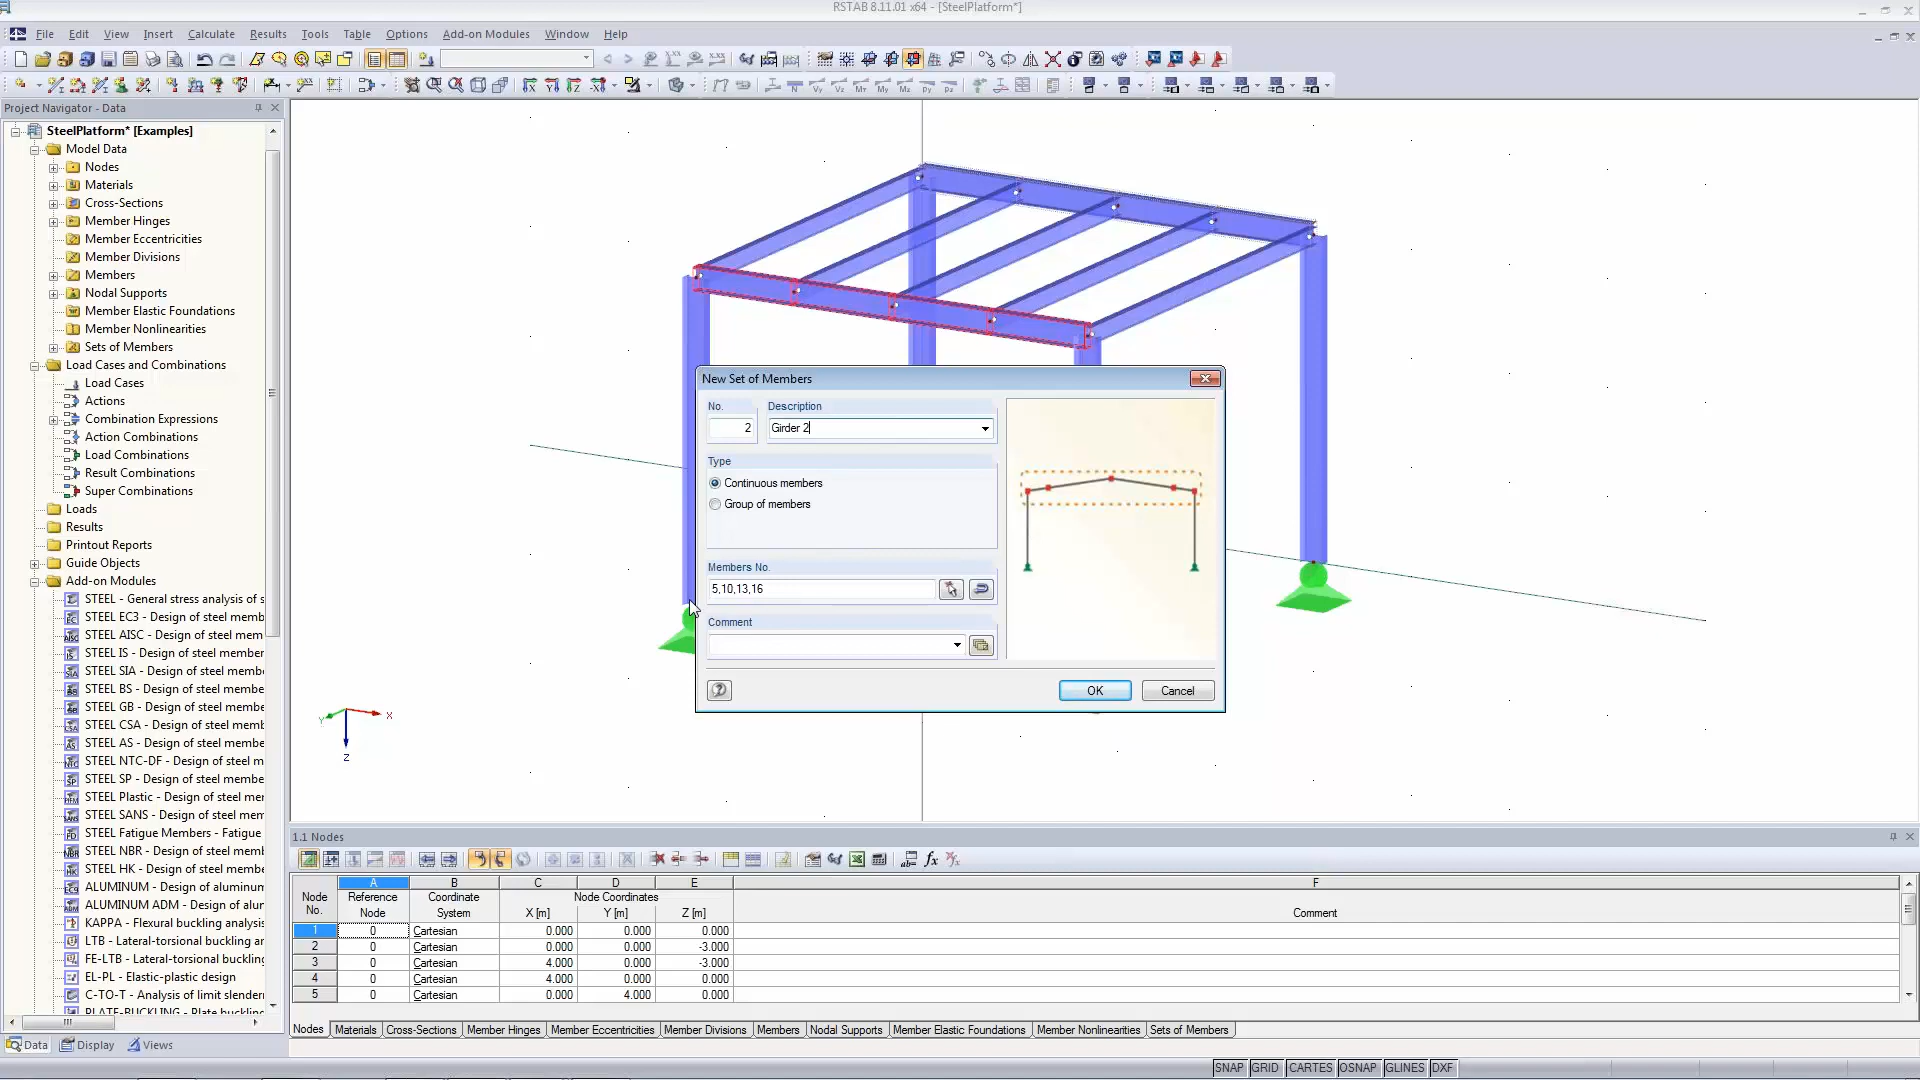 RSTAB 8.11.01 x64 - [SteelPlatform*]
File Edit View Insert Calculate Results Tools Table Options Add-on Modules Window Help
Project Navigator - Data
SteelPlatform* [Examples]
Model Data
Nodes
Materials
Cross-Sections
Member Hinges
Member Eccentricities
Member Divisions
Members
Nodal Supports
Member Elastic Foundations
Member Nonlinearities
Sets of Members
Load Cases and Combinations
Load Cases
Actions
Combination Expressions
Action Combinations
Load Combinations
Result Combinations
Super Combinations
Loads
Results
Printout Reports
Guide Objects
Add-on Modules
STEEL - General stress analysis of s
STEEL EC3 - Design of steel memb
STEEL AISC - Design of steel mem
STEEL IS - Design of steel membe
STEEL SIA - Design of steel membe
STEEL BS - Design of steel membe
STEEL GB - Design of steel membe
STEEL CSA - Design of steel memb
STEEL AS - Design of steel membe
STEEL NTC-DF - Design of steel m
STEEL SP - Design of steel membe
STEEL Plastic - Design of steel mer
STEEL SANS - Design of steel mem
STEEL Fatigue Members - Fatigue
STEEL NBR - Design of steel memb
STEEL HK - Design of steel membe
ALUMINUM - Design of aluminum
ALUMINUM ADM - Design of alur
KAPPA - Flexural buckling analysis
LTB - Lateral-torsional buckling ar
FE-LTB - Lateral-torsional buckling
EL-PL - Elastic-plastic design
C-TO-T - Analysis of limit slendern
PLATE-BUCKLING - Plate buckling
Data Display Views
New Set of Members
No. Description
2 Girder 2
Type
Continuous members
Group of members
Members No.
5,10,13,16
Comment
OK Cancel
Y X
Z
1.1 Nodes
A B C D E F
Node No. Reference Node Coordinate System Node Coordinates
X [m] Y [m] Z [m] Comment
1 0 Cartesian 0.000 0.000 0.000
2 0 Cartesian 0.000 0.000 -3.000
3 0 Cartesian 4.000 0.000 -3.000
4 0 Cartesian 4.000 0.000 0.000
5 0 Cartesian 0.000 4.000 0.000
Nodes Materials Cross-Sections Member Hinges Member Eccentricities Member Divisions Members Nodal Supports Member Elastic Foundations Member Nonlinearities Sets of Members
SNAP GRID CARTES OSNAP GLINES DXF